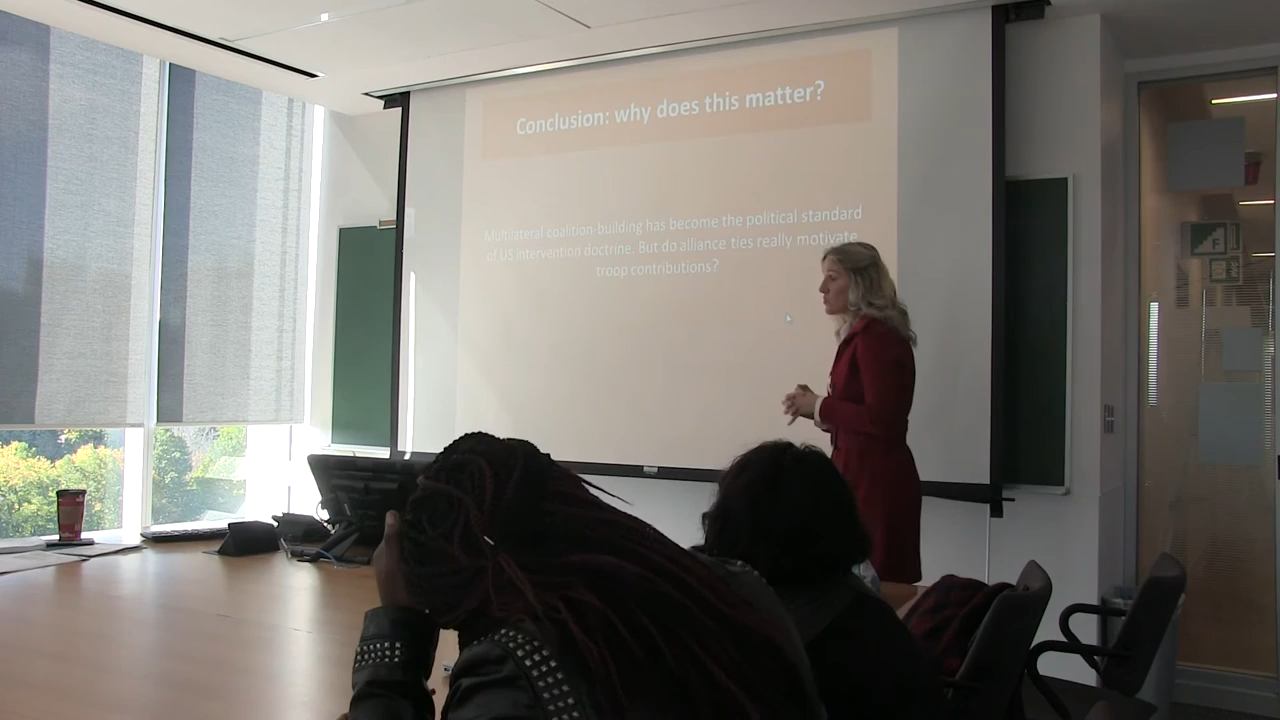 Conclusion: why does this matter?
Multilateral coalition-building has become the political standard
of US intervention doctrine. But do alliance ties really motivate
troop contributions?
F